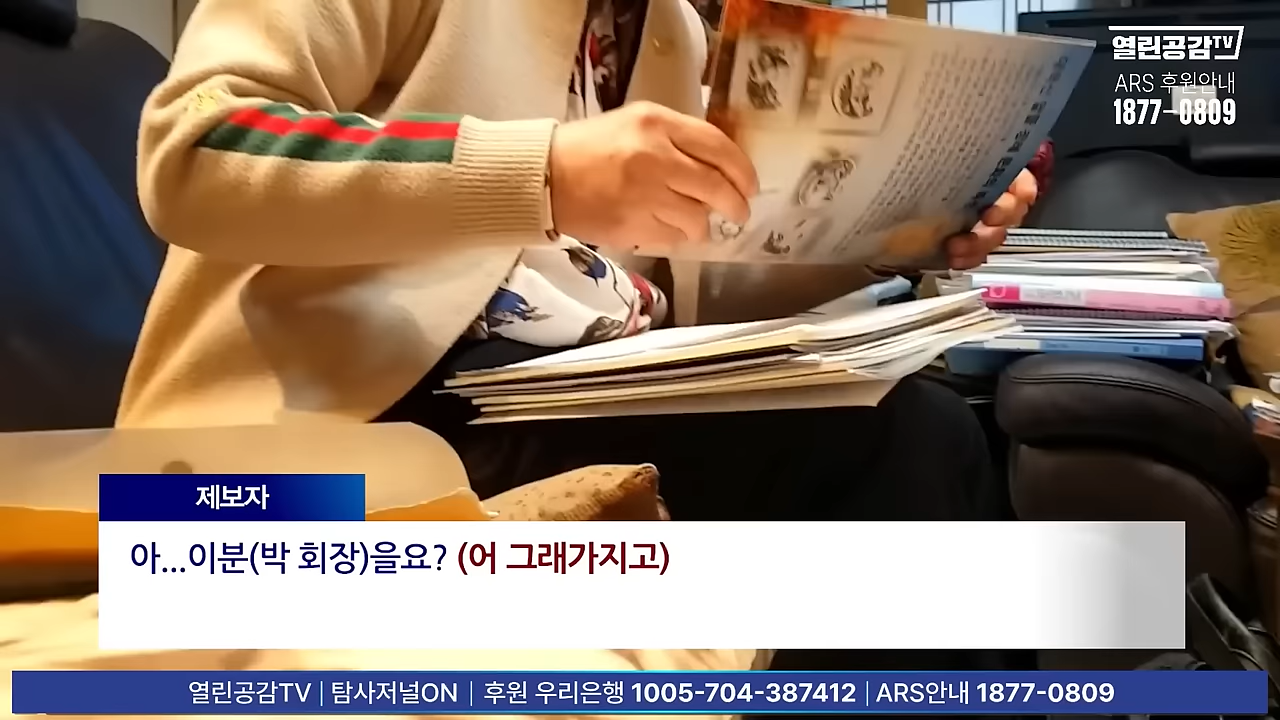 열린공감TV
ARS 후원안내
1877-0809
제보자
아...이분(박 회장)을요? (어 그래가지고)
열린공감TV | 탐사저널ON | 후원 우리은행 1005-704-387412 | ARS안내 1877-0809